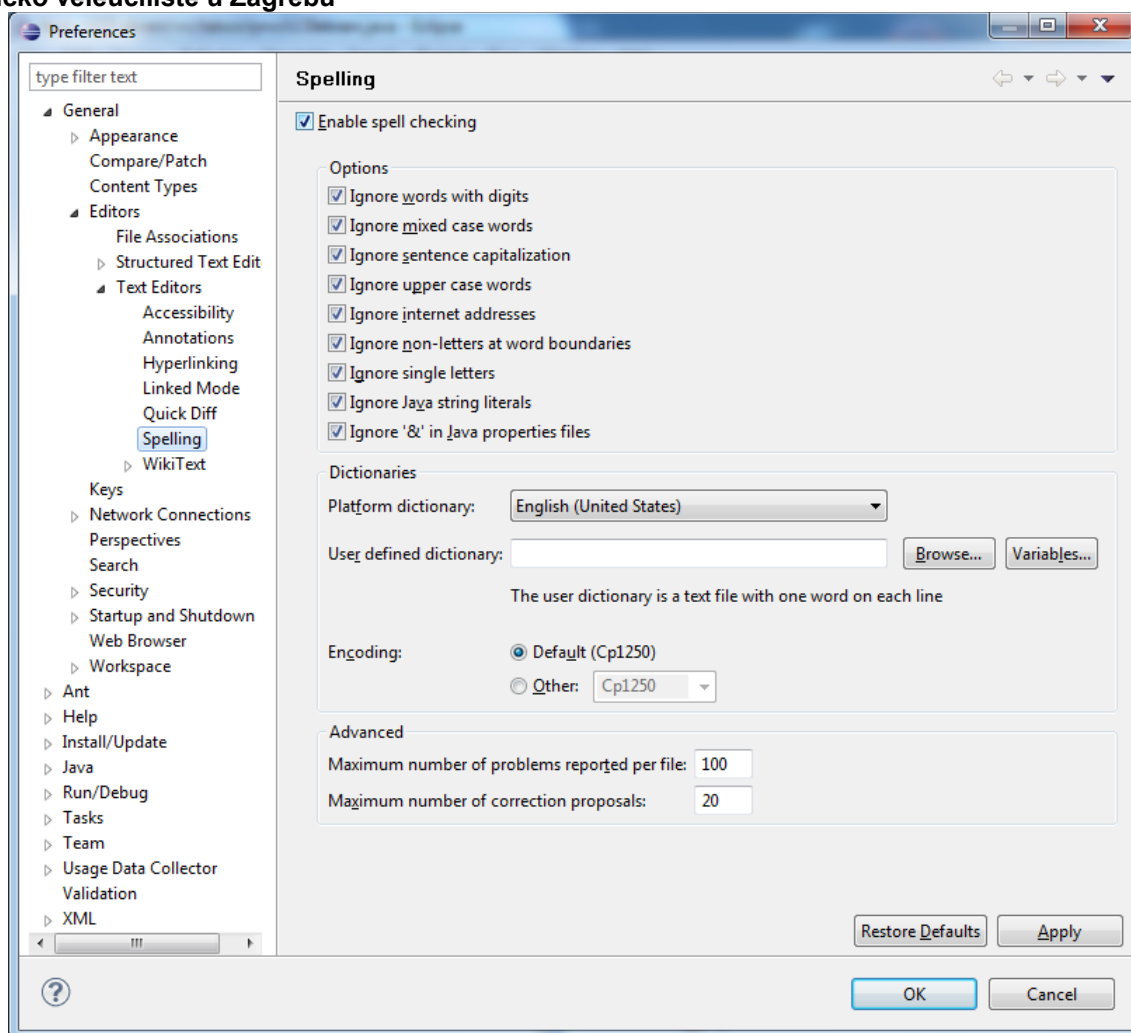 veleučilište u Zagrebu
Preferences
type filter text
General
Appearance
Compare/Patch
Content Types
Editors
File Associations
Structured Text Edit
Text Editors
Accessibility
Annotations
Hyperlinking
Linked Mode
Quick Diff
Spelling
WikiText
Keys
Network Connections
Perspectives
Search
Security
Startup and Shutdown
Web Browser
Workspace
Ant
Help
Install/Update
Java
Run/Debug
Tasks
Team
Usage Data Collector
Validation
XML
Spelling
Enable spell checking
Options
Ignore words with digits
Ignore mixed case words
Ignore sentence capitalization
Ignore upper case words
Ignore internet addresses
Ignore non-letters at word boundaries
Ignore single letters
Ignore Java string literals
Ignore '&' in Java properties files
Dictionaries
Platform dictionary: English (United States)
User defined dictionary: Browse... Variables...
The user dictionary is a text file with one word on each line
Encoding: Default (Cp1250)
Other: Cp1250
Advanced
Maximum number of problems reported per file: 100
Maximum number of correction proposals: 20
Restore Defaults Apply
? OK Cancel